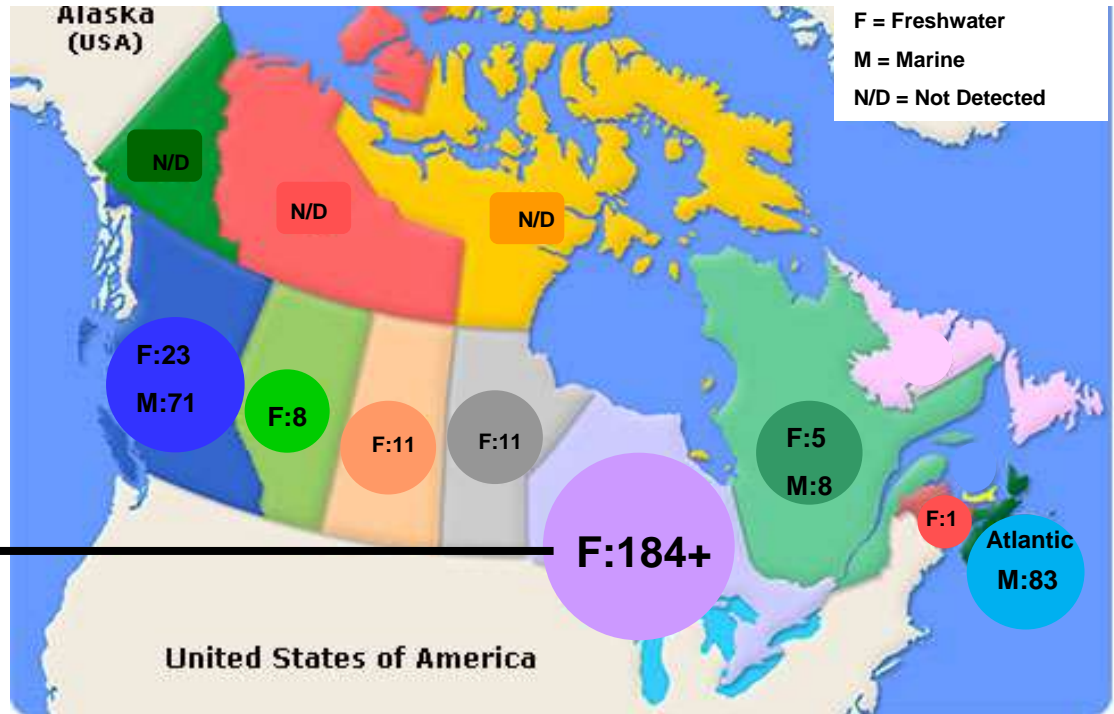 Alaska
(USA)
F = Freshwater
M = Marine
N/D = Not Detected
N/D
N/D
N/D
F:23
M:71
F:8
F:11
F:11
F:184+
F:5
M:8
F:1
Atlantic
M:83
United States of America